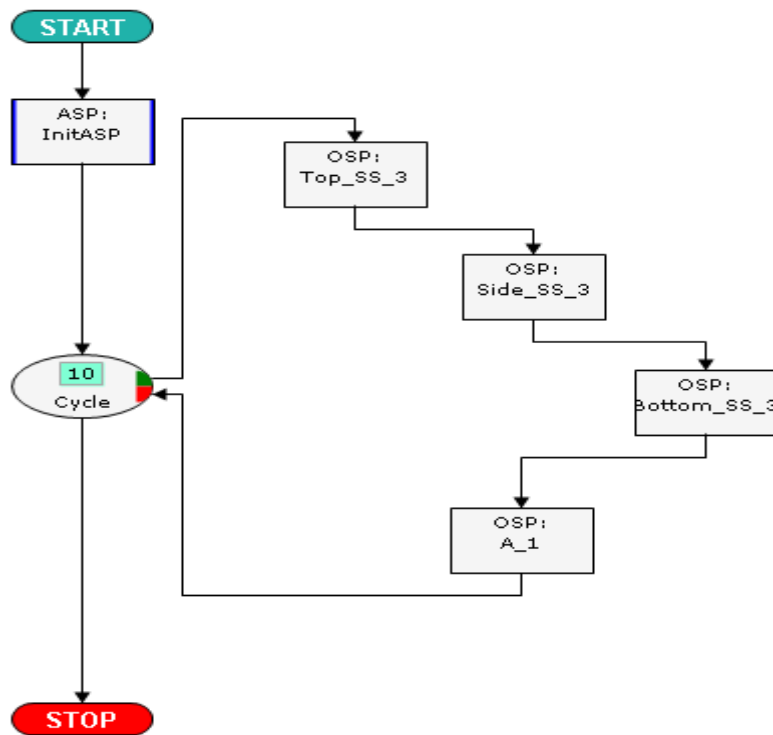 START
ASP:
InitASP
OSP:
Top_SS_3
OSP:
Side_SS_3
10
Cycle
OSP:
Bottom_SS_3
OSP:
A_1
STOP